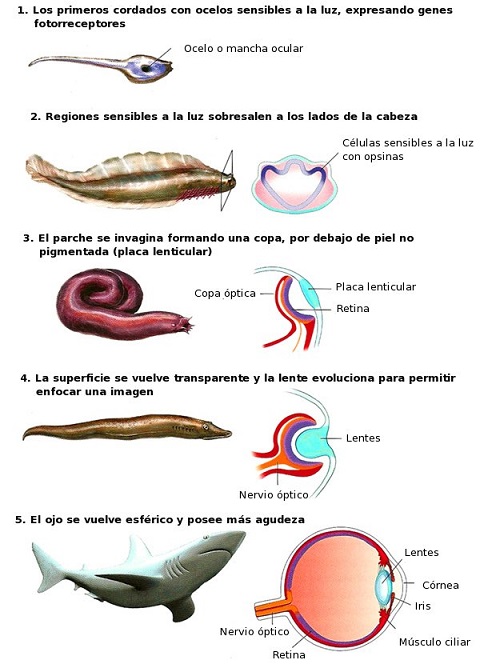 1. Los primeros cordados con ocelos sensibles a la luz, expresando genes
fotorreceptores
Ocelo o mancha ocular
2. Regiones sensibles a la luz sobresalen a los lados de la cabeza
Células sensibles a la luz
con opsinas
3. El parche se invagina formando una copa, por debajo de piel no
pigmentada (placa lenticular)
Copa óptica
Placa lenticular
Retina
4. La superficie se vuelve transparente y la lente evoluciona para permitir
enfocar una imagen
Lentes
Nervio óptico
5. El ojo se vuelve esférico y posee más agudeza
Lentes
Córnea
Iris
Nervio óptico
Músculo ciliar
Retina